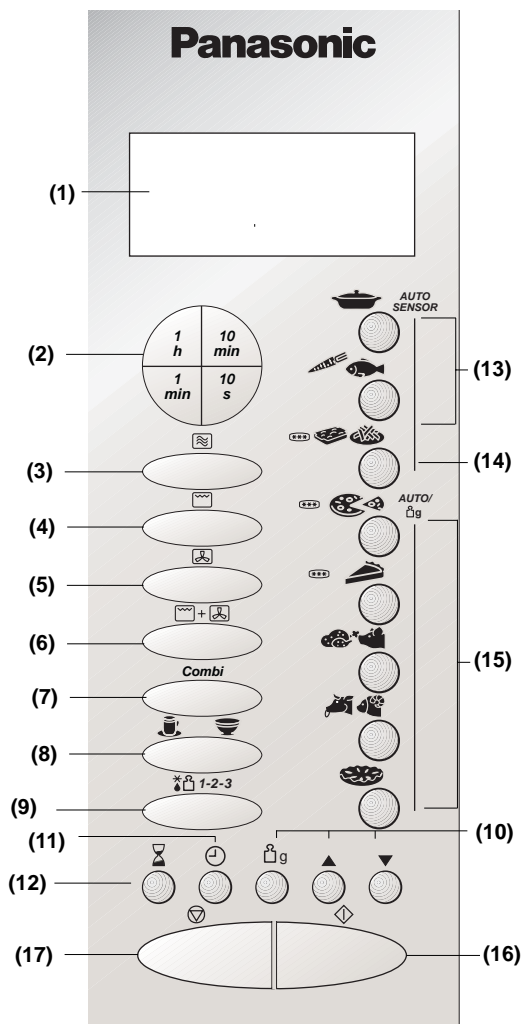 Panasonic
(1)
AUTO
SENSOR
(2)
1
h
10
min
1
min
10
s
(13)
(3)
(14)
(4)
AUTO/
g
(5)
+
(6)
(15)
Combi
(7)
(8)
1-2-3
(9)
(10)
(11)
g
(12)
(17)
(16)